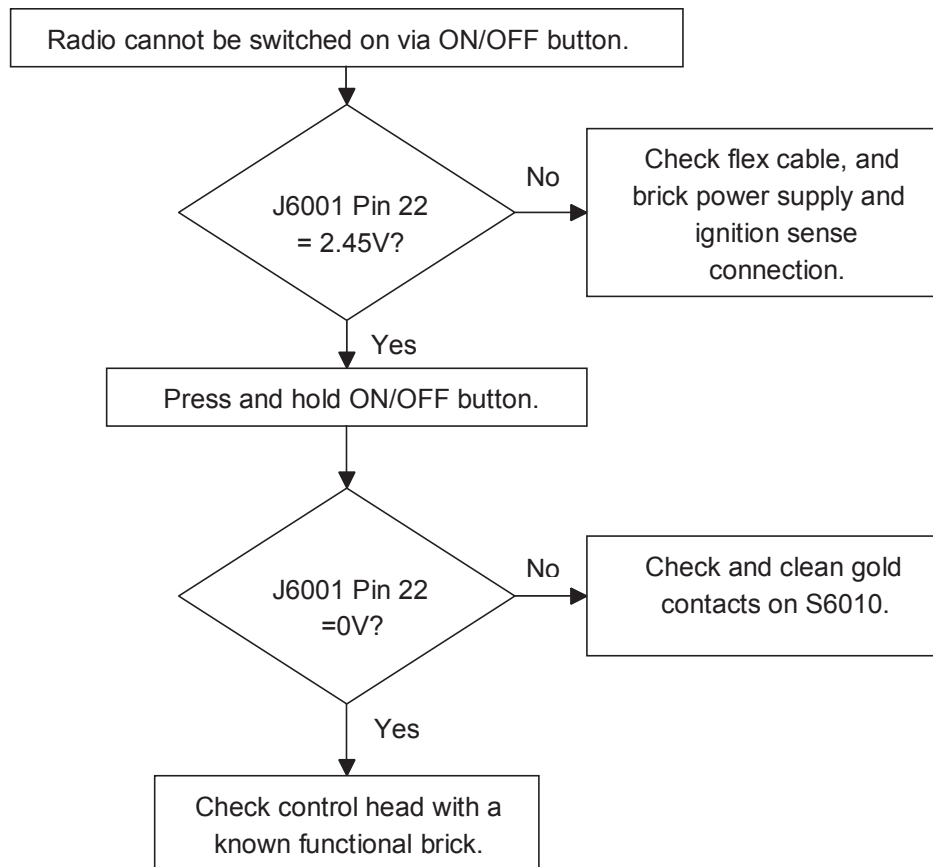 Radio cannot be switched on via ON/OFF button.
J6001 Pin 22
= 2.45V?
No
Check flex cable, and
brick power supply and
ignition sense
connection.
Yes
Press and hold ON/OFF button.
J6001 Pin 22
=0V?
No
Check and clean gold
contacts on S6010.
Yes
Check control head with a
known functional brick.